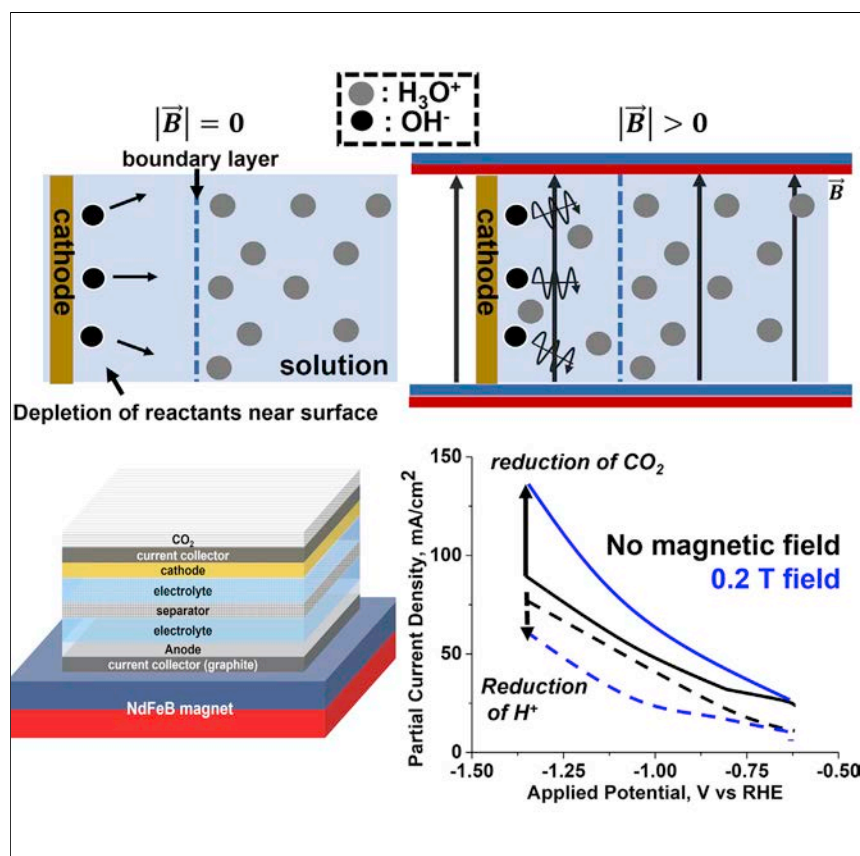 |B⃗| = 0
: H₃O⁺
: OH⁻
|B⃗| > 0
boundary layer
cathode
solution
Depletion of reactants near surface
cathode
B⃗
CO₂
current collector
cathode
electrolyte
separator
electrolyte
Anode
current collector (graphite)
NdFeB magnet
Partial Current Density, mA/cm²
150
100
50
0
reduction of CO₂
No magnetic field
0.2 T field
Reduction
of H⁺
-1.50
-1.25
-1.00
-0.75
-0.50
Applied Potential, V vs RHE